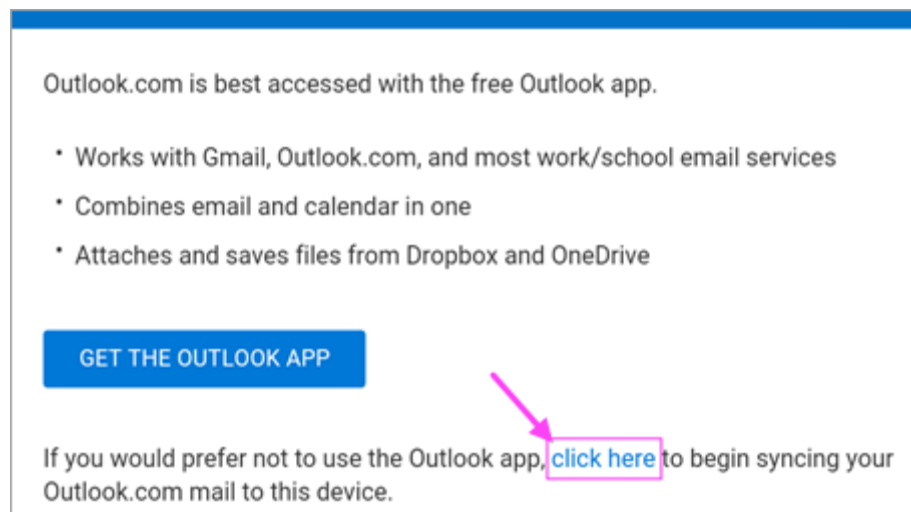 Outlook.com is best accessed with the free Outlook app.
• Works with Gmail, Outlook.com, and most work/school email services
• Combines email and calendar in one
• Attaches and saves files from Dropbox and OneDrive
GET THE OUTLOOK APP
If you would prefer not to use the Outlook app, click here to begin syncing your
Outlook.com mail to this device.